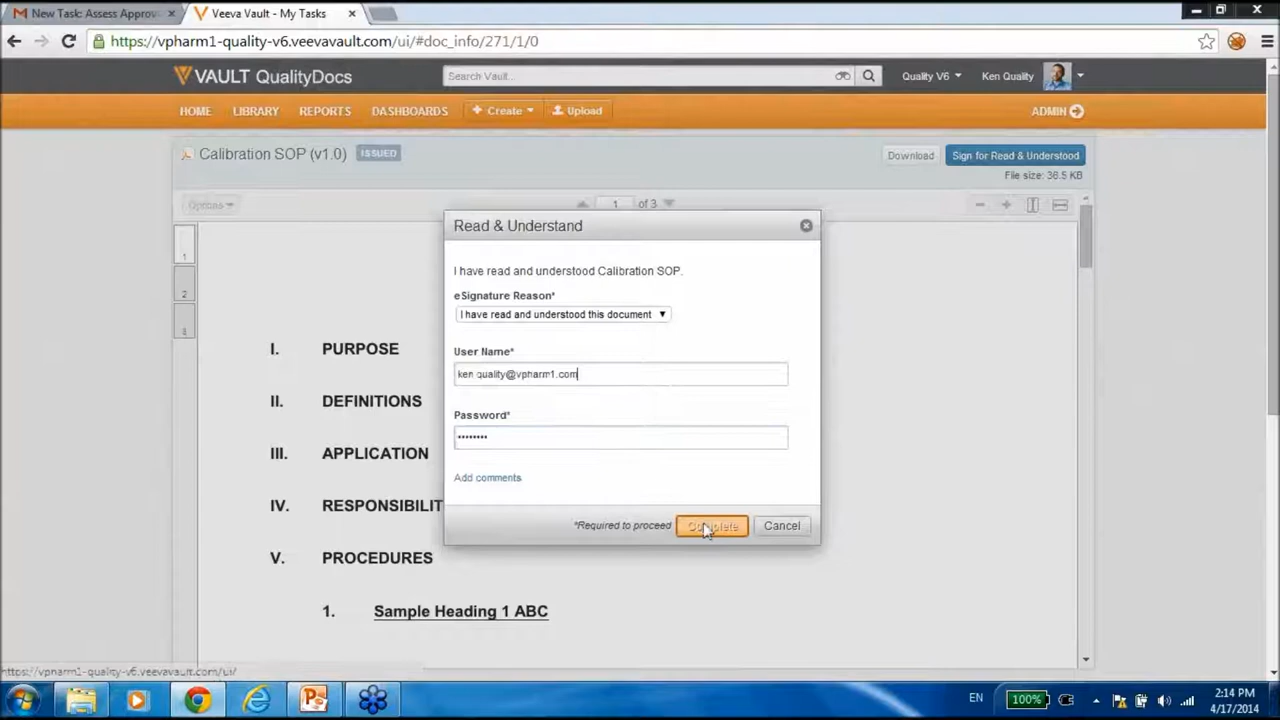 New Task: Assess Approv
Veeva Vault - My Tasks
https://vpharm1-quality-v6.veevavault.com/ui/#doc_info/271/1/0
VAULT QualityDocs
Search Vault...
Quality V6
Ken Quality
HOME LIBRARY REPORTS DASHBOARDS + Create Upload ADMIN
Calibration SOP (v1.0) ISSUED
Download Sign for Read & Understood
File size: 36.5 KB
Options
1 of 3
Read & Understand
I have read and understood Calibration SOP.
eSignature Reason*
I have read and understood this document
User Name*
ken.quality@vpharm1.com
Password*
••••••••
Add comments
*Required to proceed Complete Cancel
1
2
3
I. PURPOSE
II. DEFINITIONS
III. APPLICATION
IV. RESPONSIBILIT
V. PROCEDURES
1. Sample Heading 1 ABC
https://vpharm1-quality-v6.veevavault.com/ui/
EN
100%
2:14 PM
4/17/2014